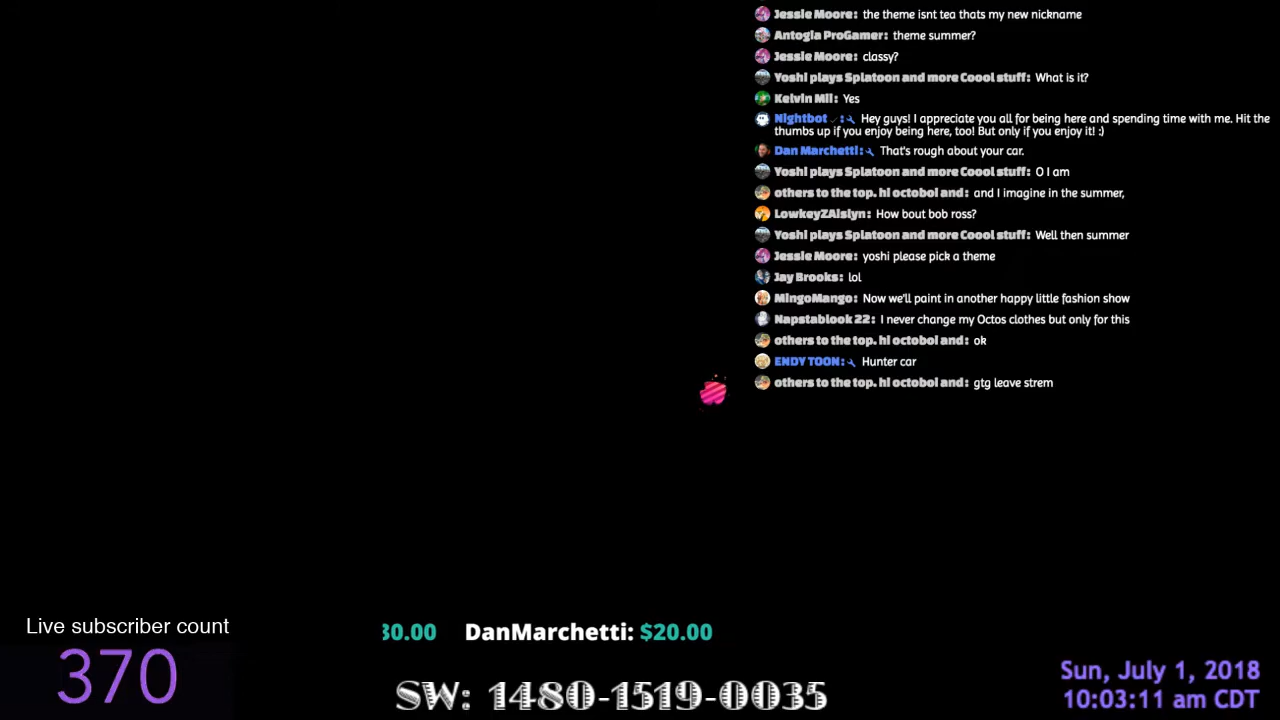 Jessie Moore: the theme isnt tea thats my new nickname
Antogia ProGamer: theme summer?
Jessie Moore: classy?
Yoshi plays Splatoon and more Coool stuff: What is it?
Kelvin Mil: Yes
Nightbot: Hey guys! I appreciate you all for being here and spending time with me. Hit the
thumbs up if you enjoy being here, too! But only if you enjoy it! :)
Dan Marchetti: That's rough about your car.
Yoshi plays Splatoon and more Coool stuff: O I am
others to the top. hi octoboi and: and I imagine in the summer,
LowkeyZAislyn: How bout bob ross?
Yoshi plays Splatoon and more Coool stuff: Well then summer
Jessie Moore: yoshi please pick a theme
Jay Brooks: lol
MingoMango: Now we'll paint in another happy little fashion show
Napstablook 22: I never change my Octos clothes but only for this
others to the top. hi octoboi and: ok
ENDY TOON: Hunter car
others to the top. hi octoboi and: gtg leave strem
Live subscriber count
370
30.00 DanMarchetti: $20.00
SW: 1480-1519-0035
Sun, July 1, 2018
10:03:11 am CDT